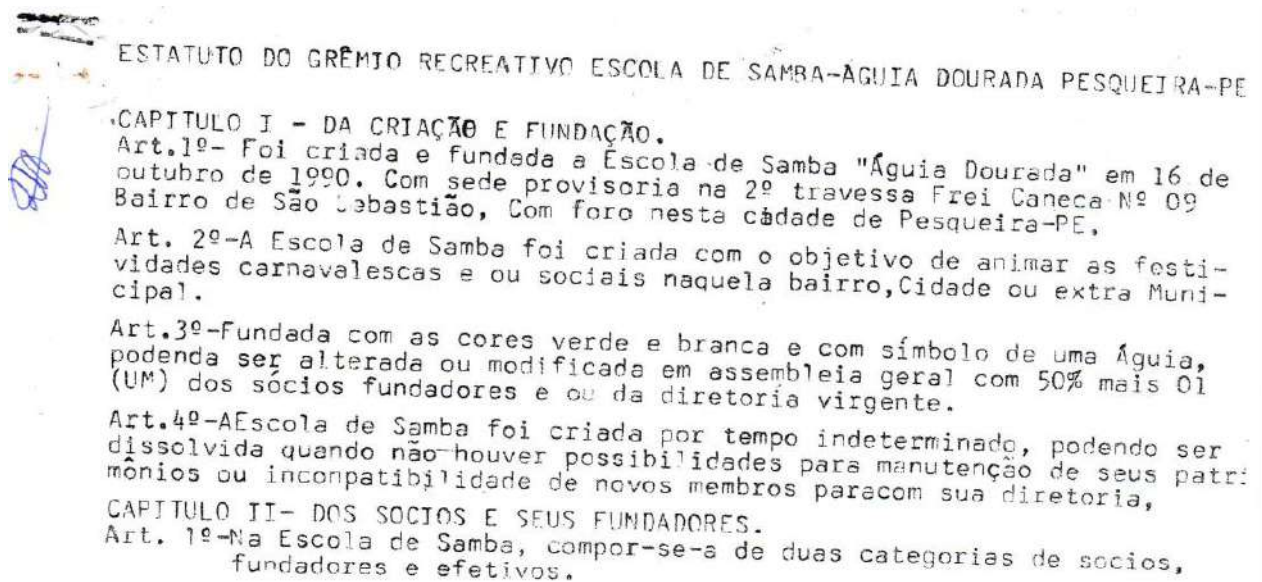 ESTATUTO DO GRÊMIO RECREATIVO ESCOLA DE SAMBA-AGUIA DOURADA PESQUEIRA-PE
CAPITULO I - DA CRIAÇÃO E FUNDAÇÃO.
Art.1º- Foi criada e fundada a Escola de Samba "Águia Dourada" em 16 de
outubro de 1990. Com sede provisoria na 2º travessa Frei Caneca Nº 09
Bairro de São Sebastião, Com foro nesta cidade de Pesqueira-PE.
Art. 2º-A Escola de Samba foi criada com o objetivo de animar as festi-
vidades carnavalescas e ou sociais naquela bairro,Cidade ou extra Muni-
cipal.
Art.3º-Fundada com as cores verde e branca e com símbolo de uma Águia,
podenda ser alterada ou modificada em assembleia geral com 50% mais 01
(UM) dos sócios fundadores e ou da diretoria virgente.
Art.4º-AEscola de Samba foi criada por tempo indeterminado, podendo ser
dissolvida quando não houver possibilidades para manutenção de seus patri
mônios ou inconpatibilidade de novos membros paracom sua diretoria,
CAPITULO II- DOS SOCIOS E SEUS FUNDADORES.
Art. 1º-Na Escola de Samba, compor-se-a de duas categorias de socios,
fundadores e efetivos.